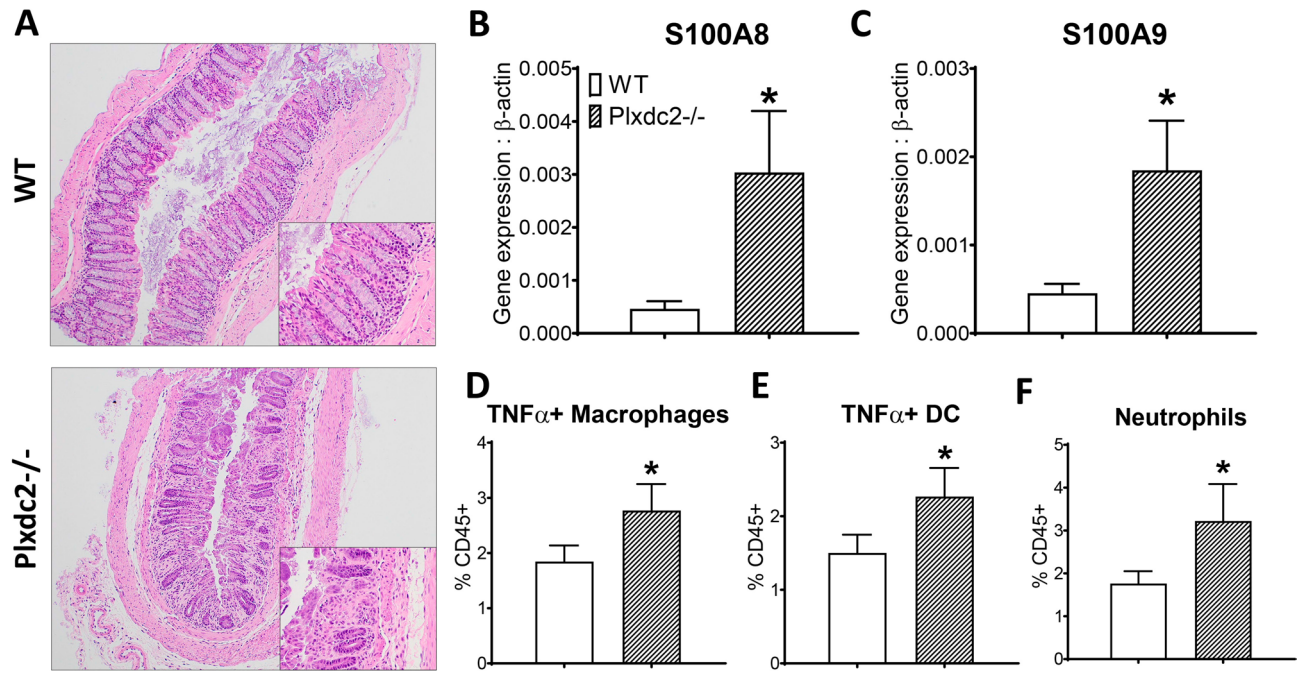 A
WT
Plxdc2-/-
B
S100A8
Gene expression : β-actin
0.005
0.004
0.003
0.002
0.001
0.000
WT
Plxdc2-/-
*
C
S100A9
Gene expression : β-actin
0.003
0.002
0.001
0.000
*
D
TNFα+ Macrophages
% CD45+
4
3
2
1
0
*
E
TNFα+ DC
% CD45+
3
2
1
0
*
F
Neutrophils
% CD45+
5
4
3
2
1
0
*